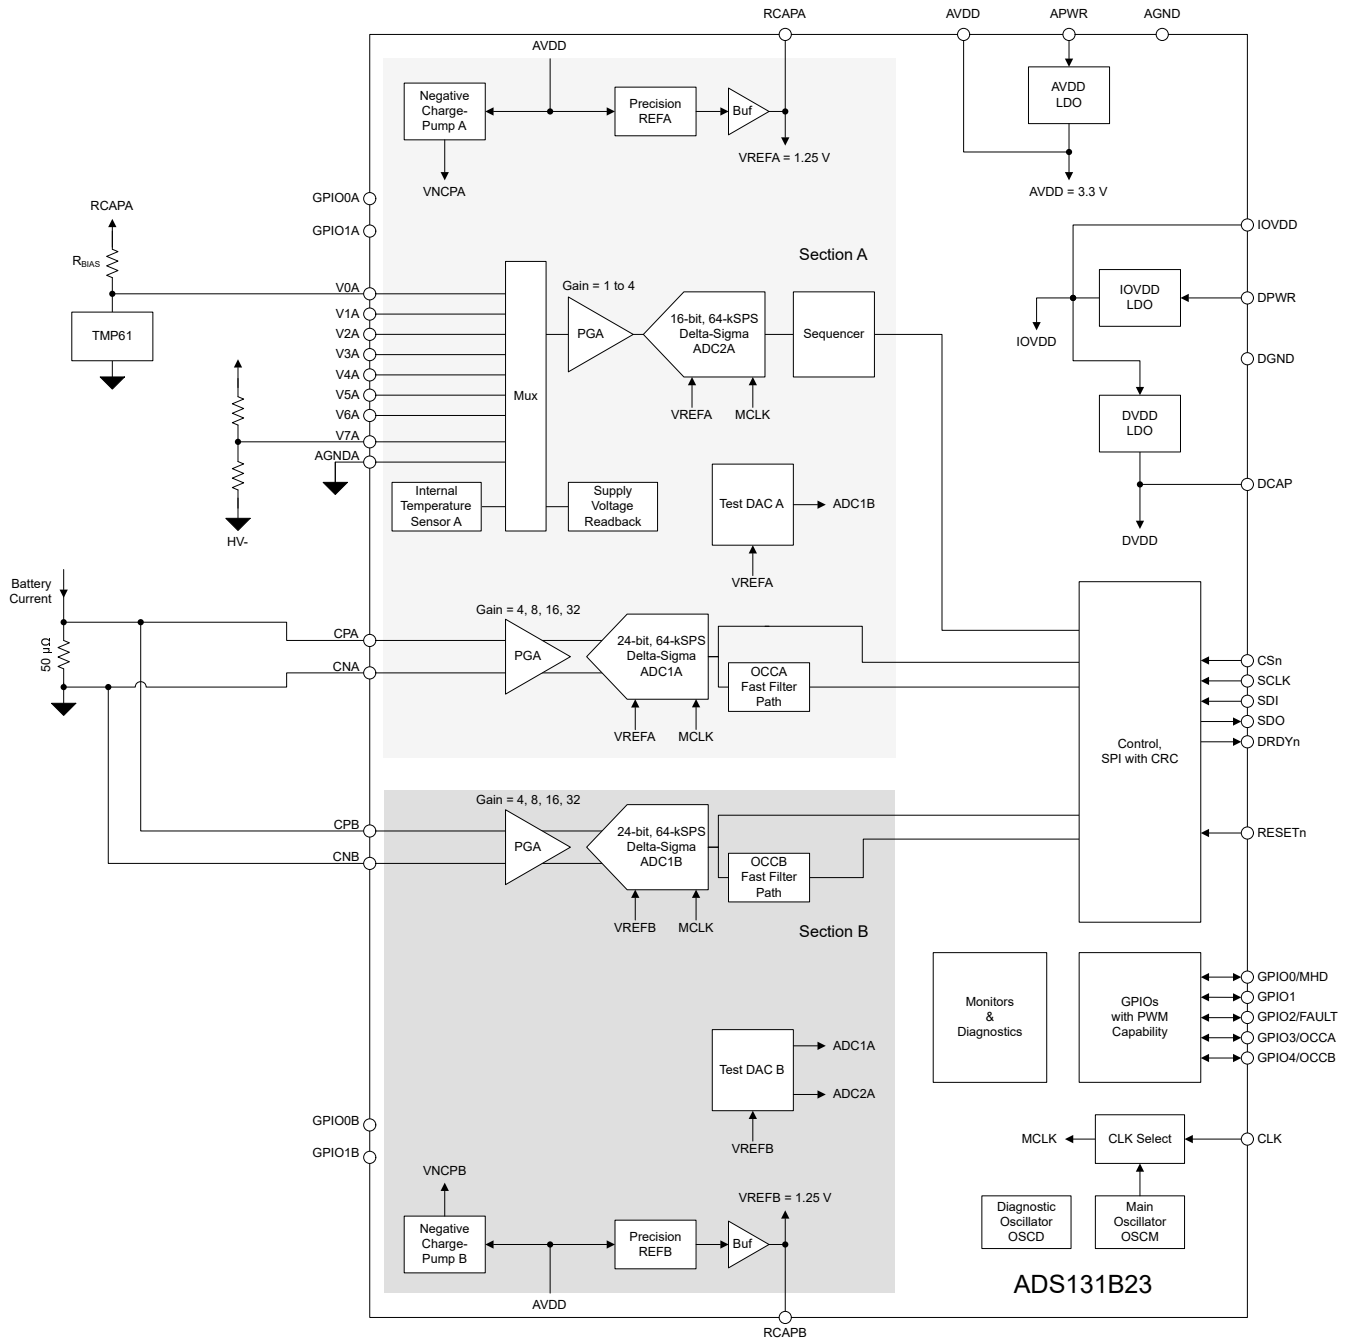 RCAPA
AVDD
APWR
AGND
AVDD
Negative
Charge-
Pump A
Precision
REFA
Buf
AVDD
LDO
VREFA = 1.25 V
VNCPA
AVDD = 3.3 V
GPIO0A
GPIO1A
RCAPA
RBIAS
TMP61
HV-
V0A
V1A
V2A
V3A
V4A
V5A
V6A
V7A
AGNDA
Mux
Section A
Gain = 1 to 4
PGA
16-bit, 64-kSPS
Delta-Sigma
ADC2A
Sequencer
VREFA
MCLK
Internal
Temperature
Sensor A
Supply
Voltage
Readback
Test DAC A
ADC1B
VREFA
IOVDD
IOVDD
LDO
DPWR
IOVDD
DGND
DVDD
LDO
DCAP
DVDD
Battery
Current
50 µΩ
CPA
CNA
Gain = 4, 8, 16, 32
PGA
24-bit, 64-kSPS
Delta-Sigma
ADC1A
OCCA
Fast Filter
Path
VREFA
MCLK
Control,
SPI with CRC
CSn
SCLK
SDI
SDO
DRDYn
RESETn
CPB
CNB
Gain = 4, 8, 16, 32
PGA
24-bit, 64-kSPS
Delta-Sigma
ADC1B
OCCB
Fast Filter
Path
VREFB
MCLK
Section B
Monitors
&
Diagnostics
GPIOs
with PWM
Capability
GPIO0/MHD
GPIO1
GPIO2/FAULT
GPIO3/OCCA
GPIO4/OCCB
Test DAC B
ADC1A
ADC2A
VREFB
GPIO0B
GPIO1B
MCLK
CLK Select
CLK
Diagnostic
Oscillator
OSCD
Main
Oscillator
OSCM
VNCPB
VREFB = 1.25 V
Negative
Charge-
Pump B
Precision
REFB
Buf
AVDD
ADS131B23
RCAPB